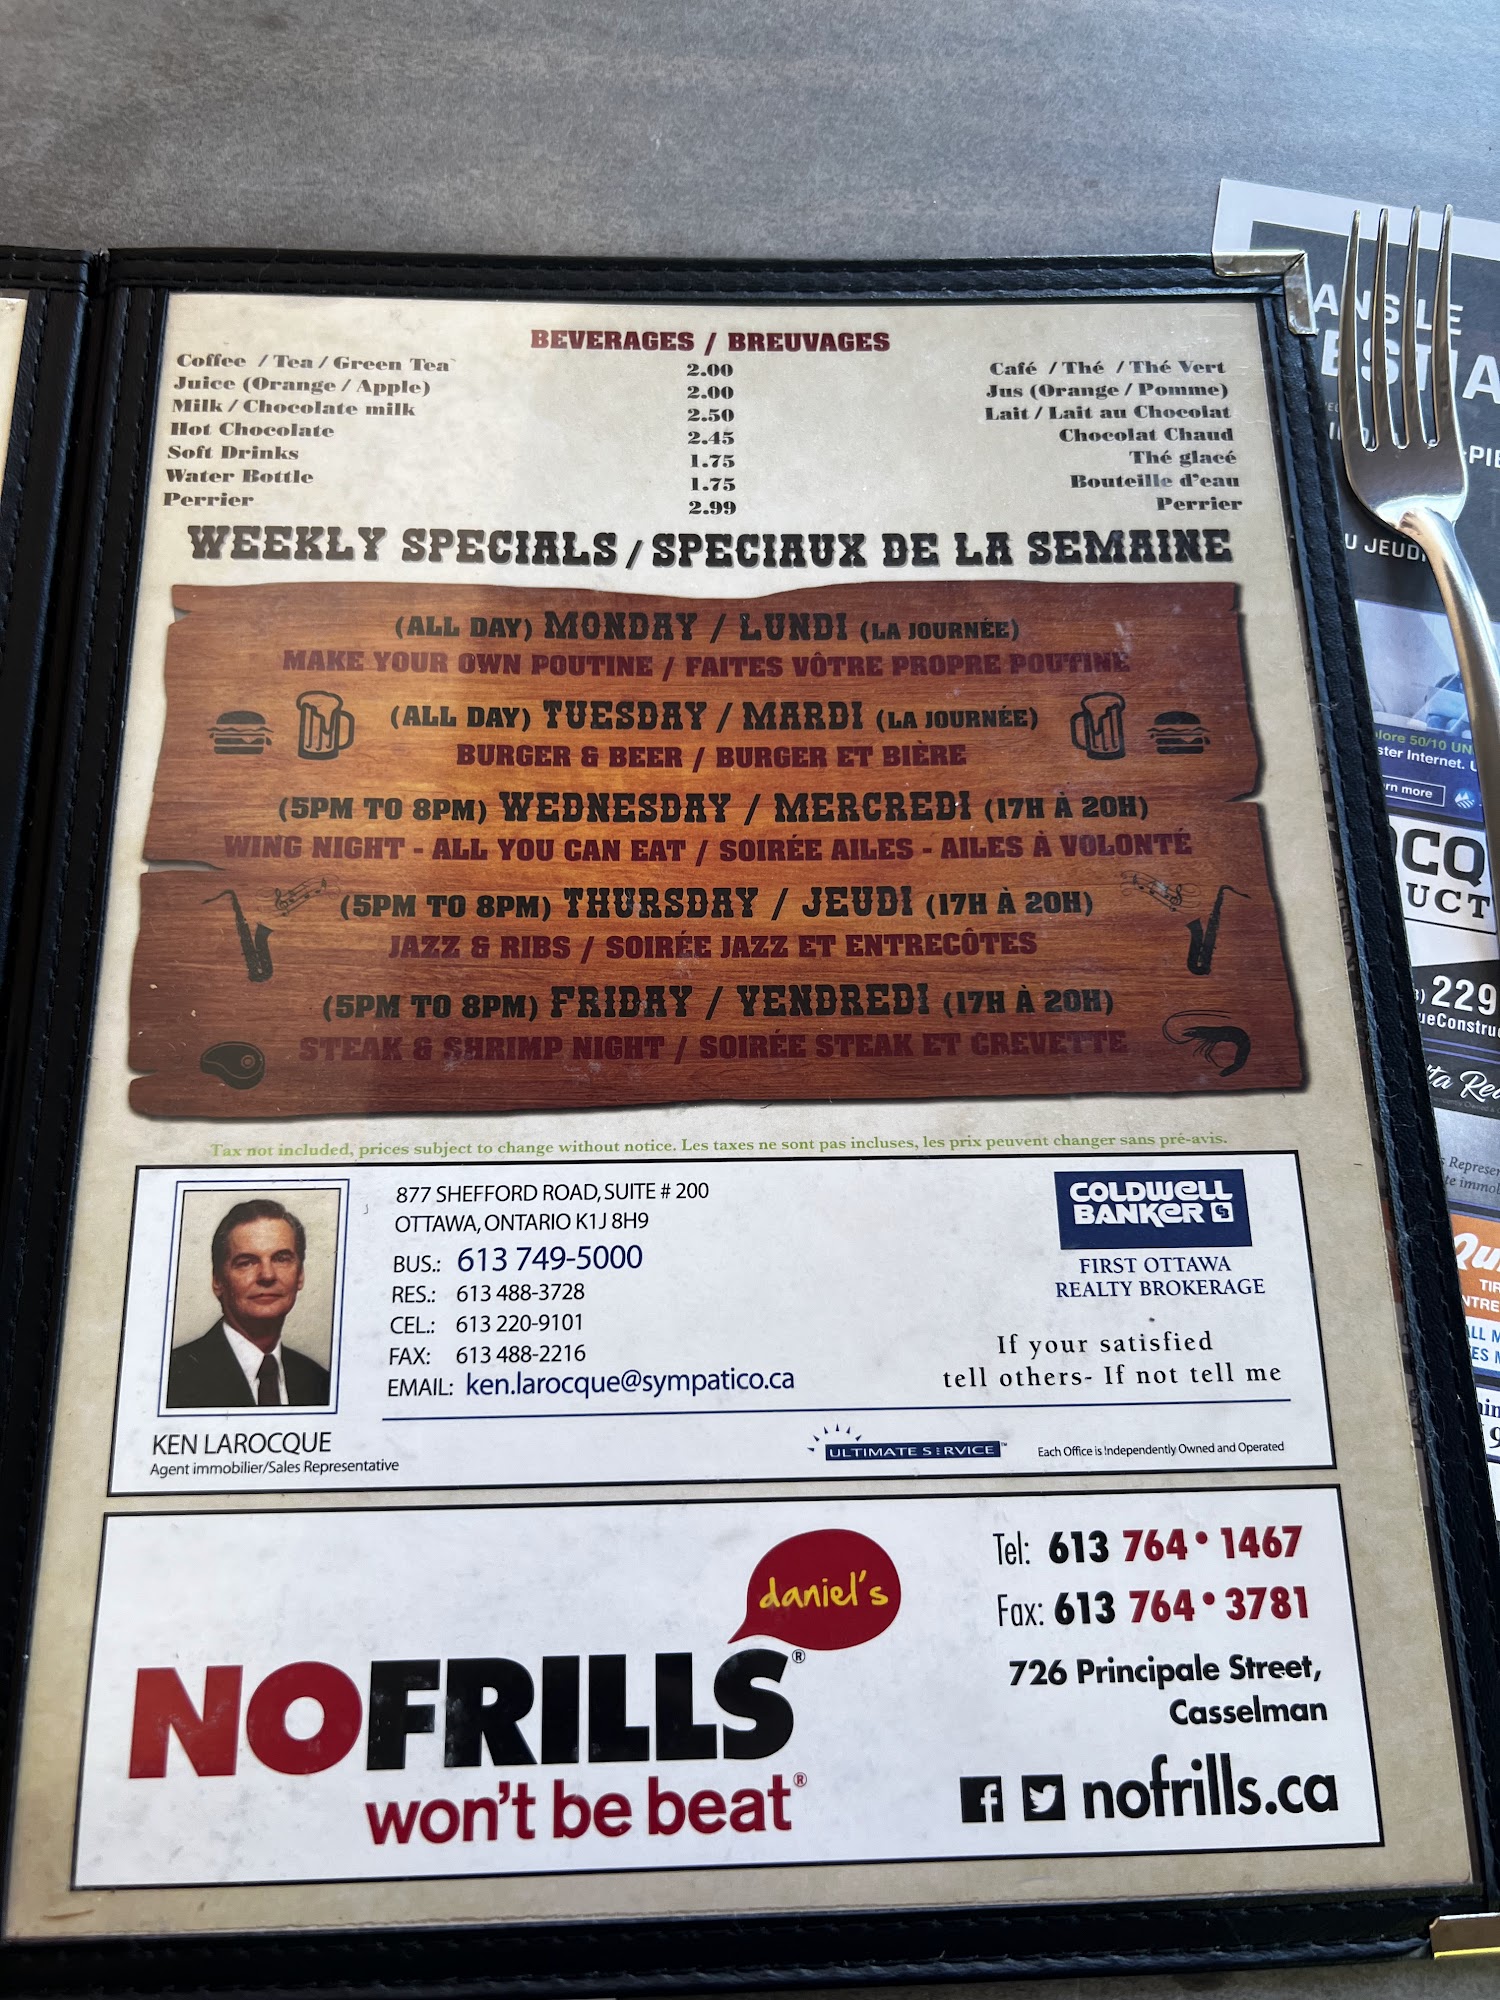 BEVERAGES / BREUVAGES
Coffee / Tea / Green Tea 2.00 Café / Thé / Thé Vert
Juice (Orange / Apple) 2.00 Jus (Orange / Pomme)
Milk / Chocolate milk 2.50 Lait / Lait au Chocolat
Hot Chocolate 2.45 Chocolat Chaud
Soft Drinks 1.75 Thé glacé
Water Bottle 1.75 Bouteille d'eau
Perrier 2.99 Perrier
WEEKLY SPECIALS / SPECIAUX DE LA SEMAINE
(ALL DAY) MONDAY / LUNDI (LA JOURNÉE)
MAKE YOUR OWN POUTINE / FAITES VÔTRE PROPRE POUTINE
(ALL DAY) TUESDAY / MARDI (LA JOURNÉE)
BURGER & BEER / BURGER ET BIÈRE
(5PM TO 8PM) WEDNESDAY / MERCREDI (17H À 20H)
WING NIGHT - ALL YOU CAN EAT / SOIRÉE AILES - AILES À VOLONTÉ
(5PM TO 8PM) THURSDAY / JEUDI (17H À 20H)
JAZZ & RIBS / SOIRÉE JAZZ ET ENTRECÔTES
(5PM TO 8PM) FRIDAY / VENDREDI (17H À 20H)
STEAK & SHRIMP NIGHT / SOIRÉE STEAK ET CREVETTE
Tax not included, prices subject to change without notice. Les taxes ne sont pas incluses, les prix peuvent changer sans pré-avis.
877 SHEFFORD ROAD, SUITE # 200
OTTAWA, ONTARIO K1J 8H9
BUS.: 613 749-5000
RES.: 613 488-3728
CEL.: 613 220-9101
FAX: 613 488-2216
EMAIL: ken.larocque@sympatico.ca
KEN LAROCQUE
Agent immobilier/Sales Representative
COLDWELL
BANKER
FIRST OTTAWA
REALTY BROKERAGE
If your satisfied
tell others- If not tell me
ULTIMATE SERVICE™
Each Office is Independently Owned and Operated
daniel's
NOFRILLS®
won't be beat®
Tel: 613 764•1467
Fax: 613 764•3781
726 Principale Street,
Casselman
nofrills.ca
U JEUDI
rn more
229